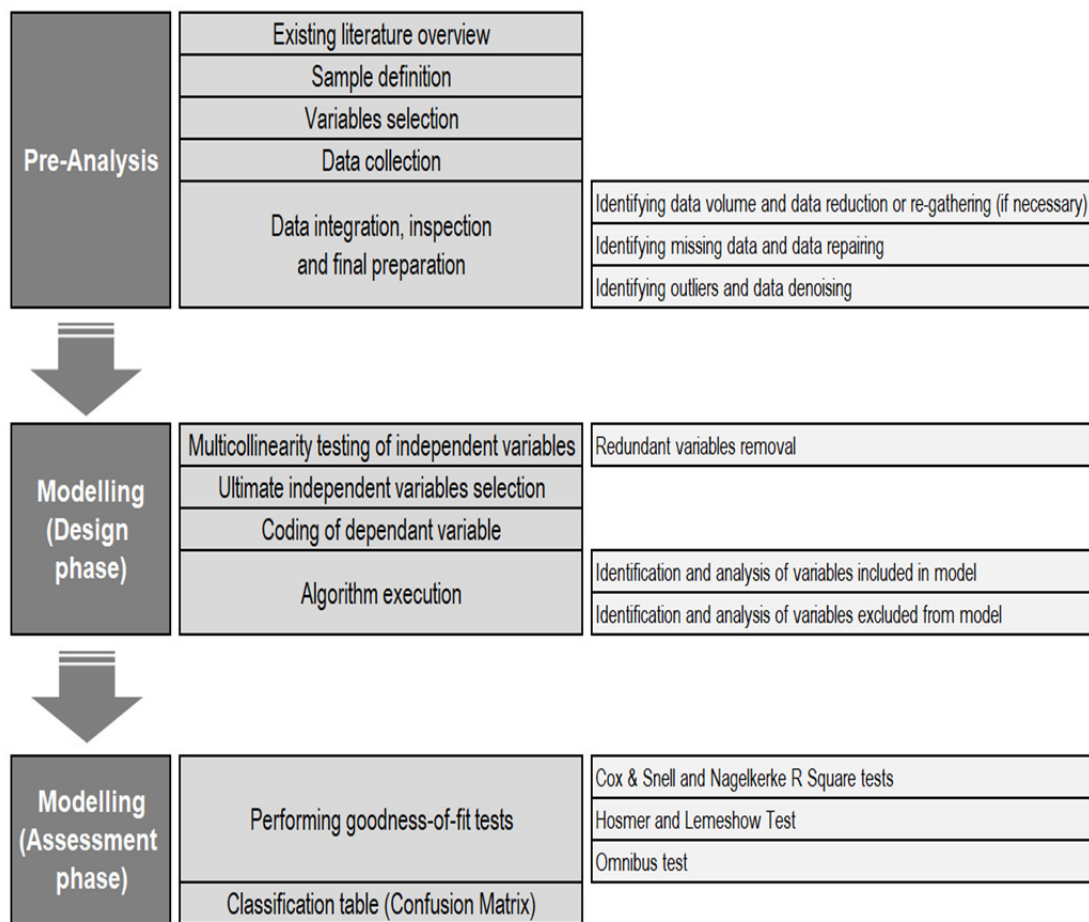 Pre-Analysis
Existing literature overview
Sample definition
Variables selection
Data collection
Data integration, inspection
and final preparation
Identifying data volume and data reduction or re-gathering (if necessary)
Identifying missing data and data repairing
Identifying outliers and data denoising
Modelling
(Design
phase)
Multicollinearity testing of independent variables
Redundant variables removal
Ultimate independent variables selection
Coding of dependant variable
Algorithm execution
Identification and analysis of variables included in model
Identification and analysis of variables excluded from model
Modelling
(Assessment
phase)
Performing goodness-of-fit tests
Cox & Snell and Nagelkerke R Square tests
Hosmer and Lemeshow Test
Omnibus test
Classification table (Confusion Matrix)